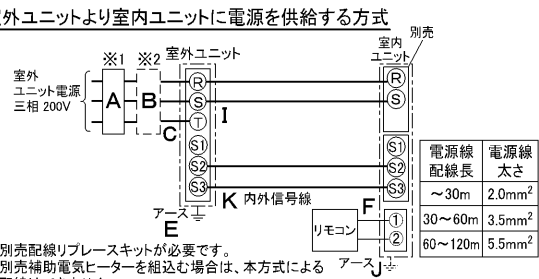 外ユニットより室内ユニットに電源を供給する方式
別売
※1 ※2 室外ユニット
室内
ユニット
室外
ユニット電源
三相 200V
A B
C
R
S
T
S1
S2
S3
I
R
S
S1
S2
S3
K 内外信号線
アース
E
F
リモコン
①
②
アース J
電源線
配線長
電源線
太さ
~30m 2.0mm²
30~60m 3.5mm²
60~120m 5.5mm²
別売配線リプレースキットが必要です。
別売補助電気ヒーターを組込む場合は、本方式による